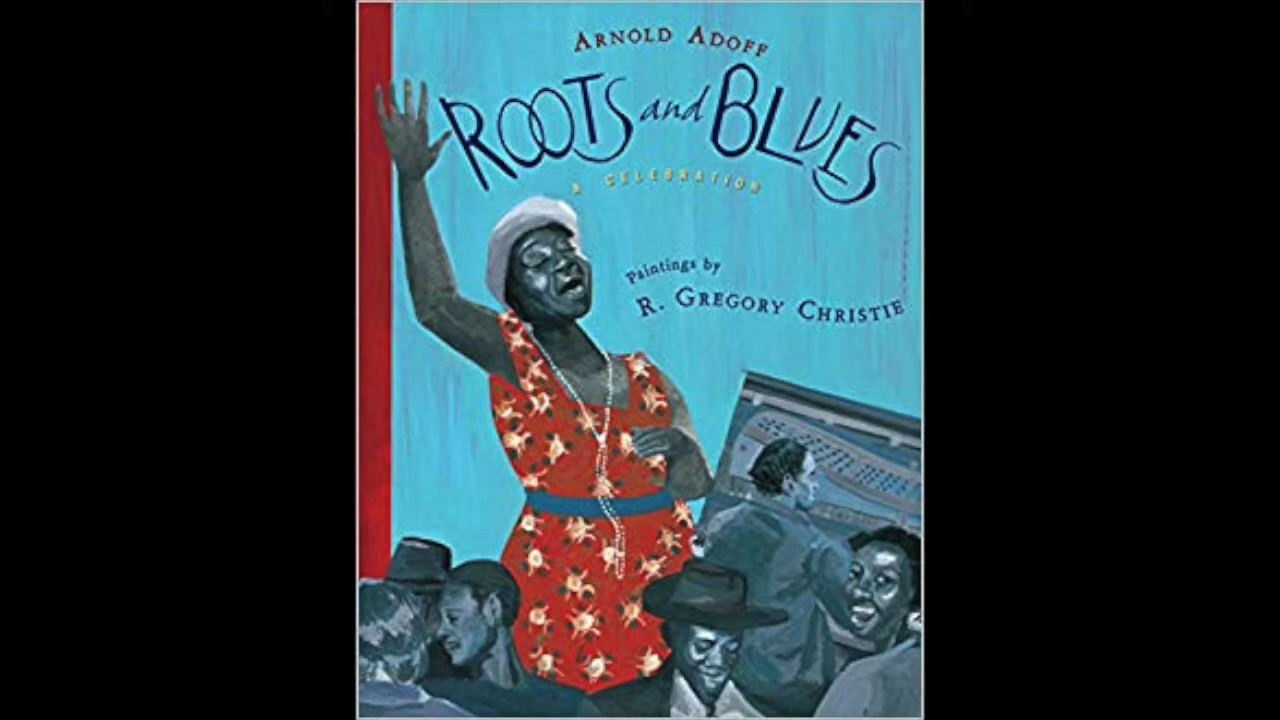 ARNOLD ADOFF
ROOTS and BLUES
A CELEBRATION
Paintings by
R. GREGORY CHRISTIE